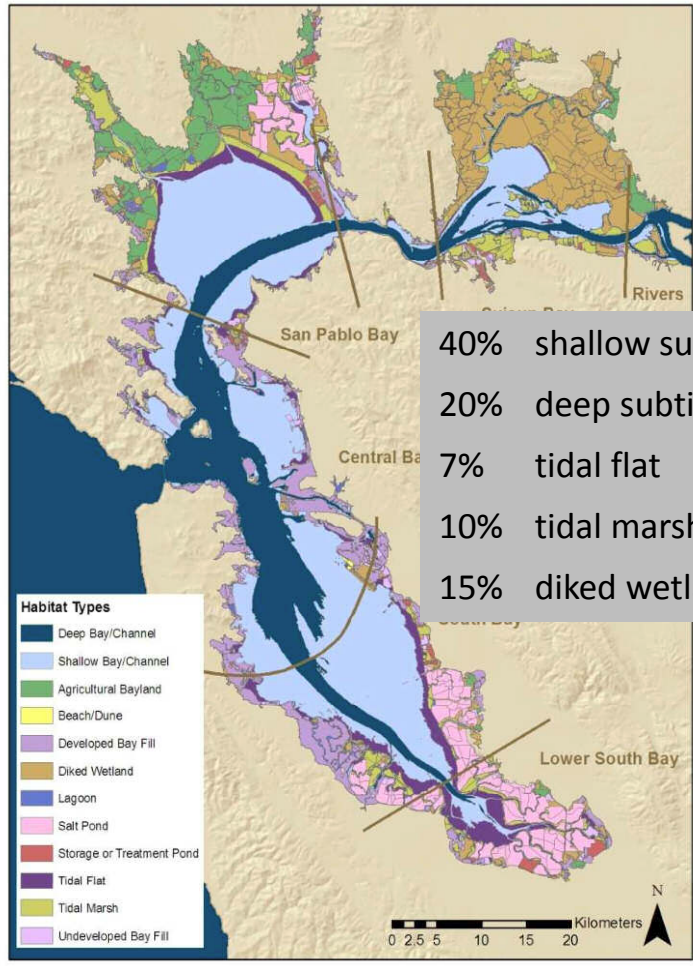 Rivers
San Pablo Bay
40% shallow su
20% deep subti
Central Ba
7% tidal flat
10% tidal marsh
15% diked wetl
Habitat Types
Deep Bay/Channel
Shallow Bay/Channel
Agricultural Bayland
Beach/Dune
Developed Bay Fill
Diked Wetland
Lagoon
Salt Pond
Storage or Treatment Pond
Tidal Flat
Tidal Marsh
Undeveloped Bay Fill
Lower South Bay
N
Kilometers
0 2.5 5 10 15 20